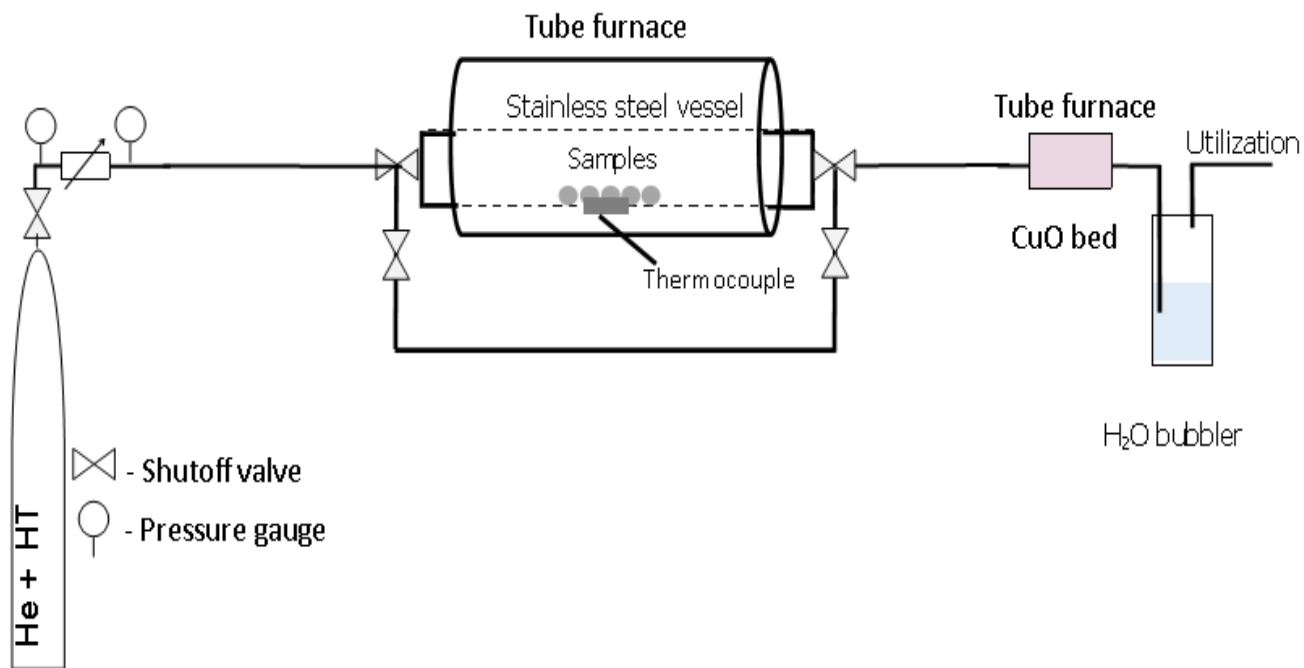 Tube furnace
Stainless steel vessel
Samples
Thermocouple
Tube furnace
CuO bed
Utilization
H₂O bubbler
- Shutoff valve
- Pressure gauge
He + HT